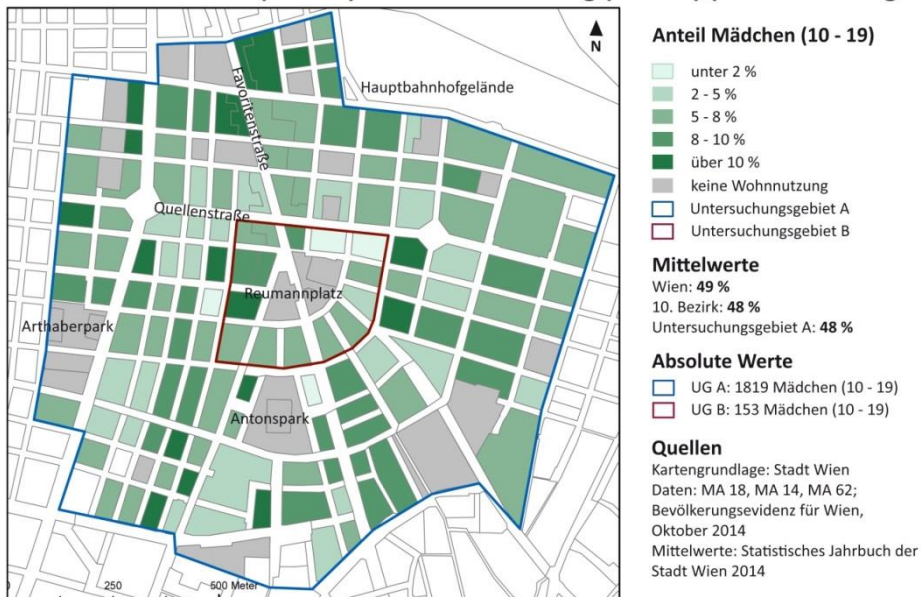 N
Hauptbahnhofgelände
Favoritenstraße
Quellenstraße
Reumannplatz
Arthaberpark
Antonspark
0
250
500 Meter
Anteil Mädchen (10 - 19)
unter 2 %
2 - 5 %
5 - 8 %
8 - 10 %
über 10 %
keine Wohnnutzung
Untersuchungsgebiet A
Untersuchungsgebiet B
Mittelwerte
Wien: 49 %
10. Bezirk: 48 %
Untersuchungsgebiet A: 48 %
Absolute Werte
UG A: 1819 Mädchen (10 - 19)
UG B: 153 Mädchen (10 - 19)
Quellen
Kartengrundlage: Stadt Wien
Daten: MA 18, MA 14, MA 62;
Bevölkerungsevidenz für Wien,
Oktober 2014
Mittelwerte: Statistisches Jahrbuch der
Stadt Wien 2014